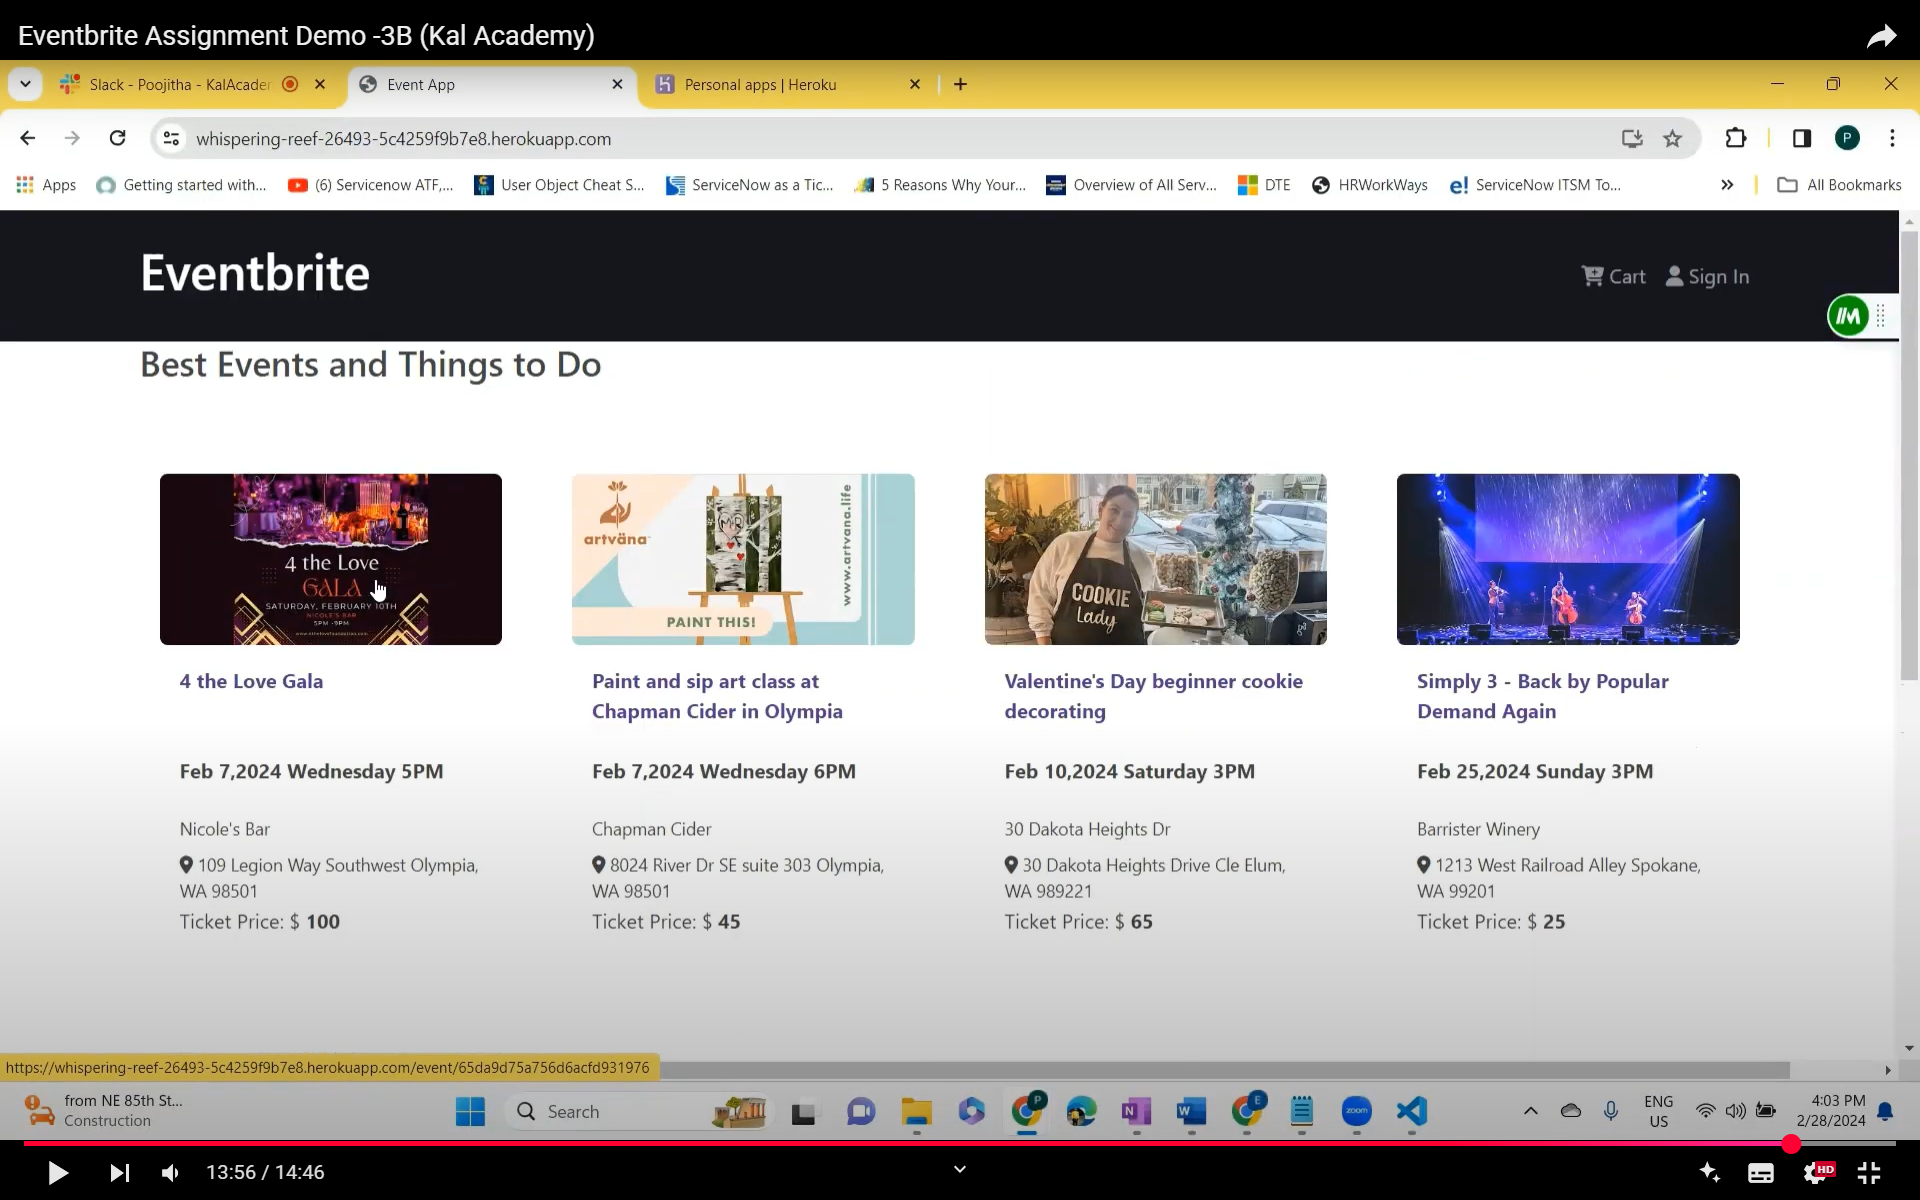 Eventbrite Assignment Demo -3B (Kal Academy)
Slack - Poojitha - KalAcader
Event App
Personal apps | Heroku
whispering-reef-26493-5c4259f9b7e8.herokuapp.com
P
Apps
Getting started with...
(6) Servicenow ATF,...
User Object Cheat S...
ServiceNow as a Tic...
5 Reasons Why Your...
Overview of All Serv...
DTE
HRWorkWays
e! ServiceNow ITSM To...
All Bookmarks
Eventbrite
Cart
Sign In
Best Events and Things to Do
4 the Love
GALA
SATURDAY, FEBRUARY 10TH
NICOLE'S BAR
5PM -9PM
artväna
www.artvana.life
M+R
PAINT THIS!
COOKIE
Lady
4 the Love Gala
Feb 7,2024 Wednesday 5PM
Nicole's Bar
109 Legion Way Southwest Olympia,
WA 98501
Ticket Price: $ 100
Paint and sip art class at
Chapman Cider in Olympia
Feb 7,2024 Wednesday 6PM
Chapman Cider
8024 River Dr SE suite 303 Olympia,
WA 98501
Ticket Price: $ 45
Valentine's Day beginner cookie
decorating
Feb 10,2024 Saturday 3PM
30 Dakota Heights Dr
30 Dakota Heights Drive Cle Elum,
WA 989221
Ticket Price: $ 65
Simply 3 - Back by Popular
Demand Again
Feb 25,2024 Sunday 3PM
Barrister Winery
1213 West Railroad Alley Spokane,
WA 99201
Ticket Price: $ 25
https://whispering-reef-26493-5c4259f9b7e8.herokuapp.com/event/65da9d75a756d6acfd931976
from NE 85th St...
Construction
Search
P
N
W
E
zoom
ENG
US
4:03 PM
2/28/2024
13:56 / 14:46
HD